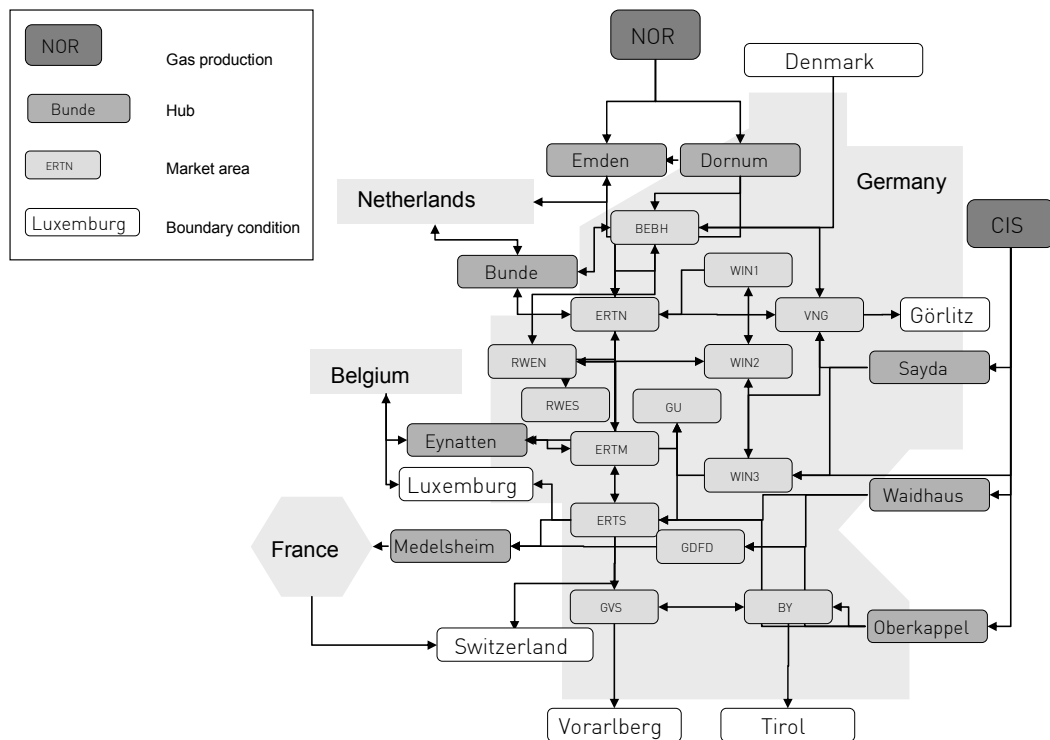 NOR
Gas production
Bunde
Hub
ERTN
Market area
Luxemburg
Boundary condition
NOR
Denmark
Emden
Dornum
Germany
Netherlands
CIS
BEBH
Bunde
WIN1
ERTN
VNG
Görlitz
RWEN
WIN2
Sayda
Belgium
RWES
GU
Eynatten
ERTM
WIN3
Luxemburg
Waidhaus
ERTS
France
Medelsheim
GDFD
GVS
BY
Oberkappel
Switzerland
Vorarlberg
Tirol